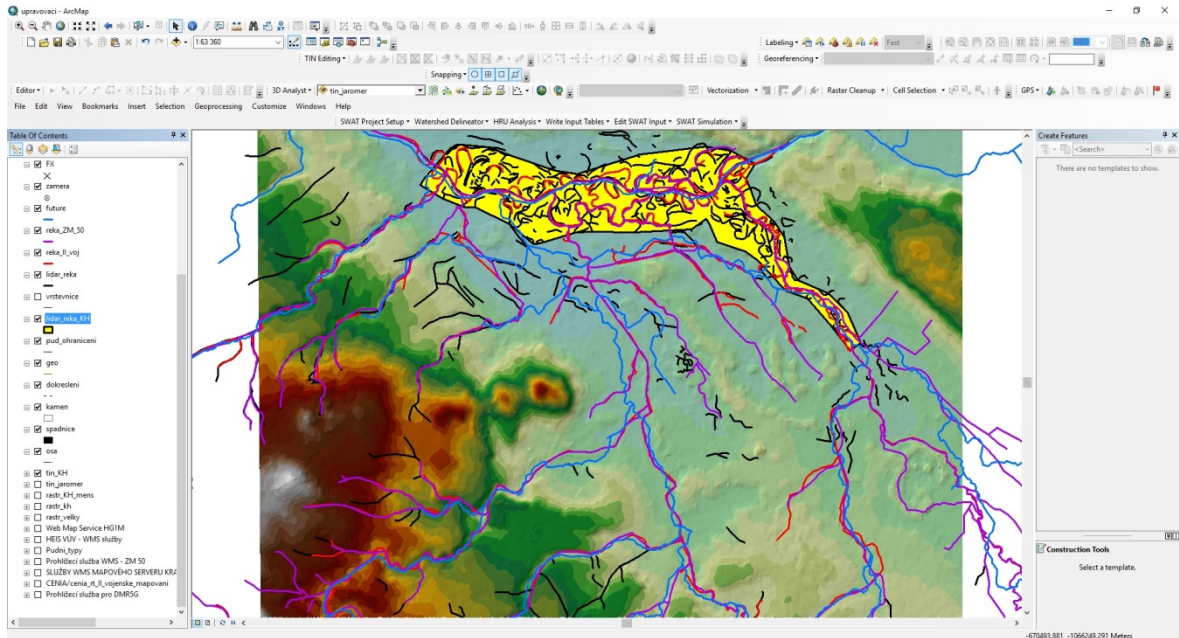 upravovaci - ArcMap
1:63 360
Labeling
Fast
TIN Editing
Georeferencing
Snapping
Editor
3D Analyst
tin_jaromer
Vectorization
Raster Cleanup
Cell Selection
GPS
File Edit View Bookmarks Insert Selection Geoprocessing Customize Windows Help
SWAT Project Setup Watershed Delineator HRU Analysis Write Input Tables Edit SWAT Input SWAT Simulation
Table Of Contents
FX
zamera
future
reka_ZM_50
reka_II_voj
lidar_reka
vrstevnice
lidar_reka_KH
pud_ohraniceni
geo
dokresleni
kamen
spadnice
osa
tin_KH
tin_jaromer
rastr_KH_mens
rastr_kh
rastr_velky
Web Map Service HG1M
HEIS VÚV - WMS služby
Pudni_typy
Prohlížecí služba WMS - ZM 50
SLUŽBY WMS MAPOVÉHO SERVERU KRA
CENIA/cenia_rt_II_vojenske_mapovani
Prohlížecí služba pro DMR5G
Create Features
<Search>
There are no templates to show.
Construction Tools
Select a template.
-670493,881 -1066249,291 Meters